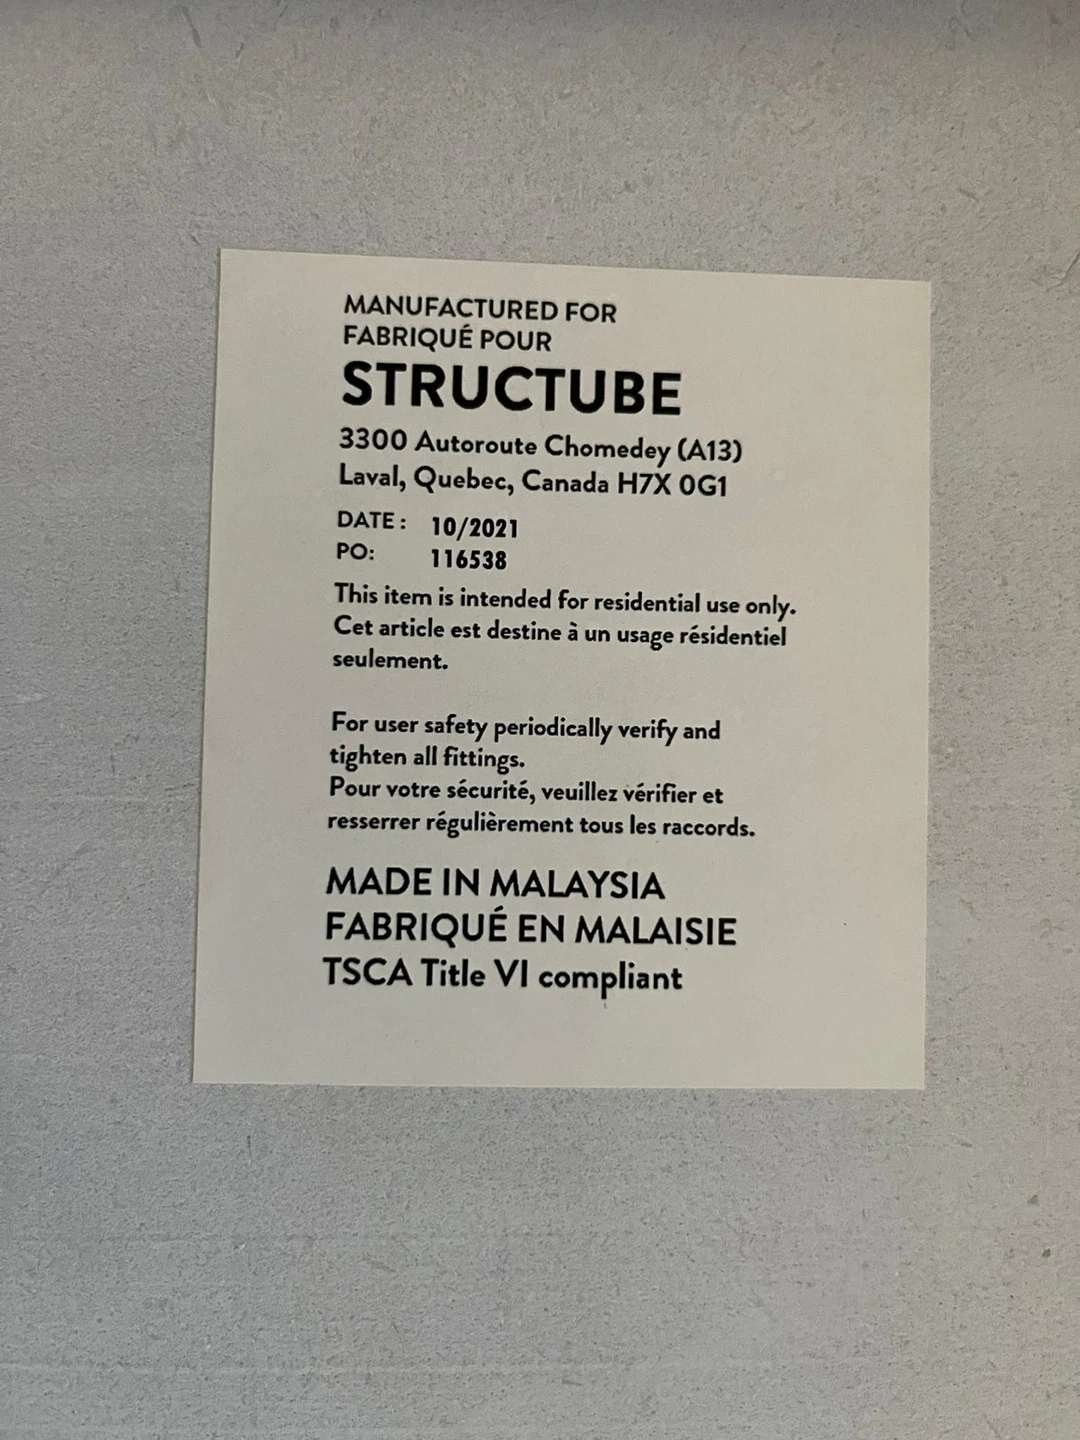 MANUFACTURED FOR
FABRIQUÉ POUR
STRUCTUBE
3300 Autoroute Chomedey (A13)
Laval, Quebec, Canada H7X 0G1
DATE : 10/2021
PO: 116538
This item is intended for residential use only.
Cet article est destine à un usage résidentiel
seulement.
For user safety periodically verify and
tighten all fittings.
Pour votre sécurité, veuillez vérifier et
resserrer régulièrement tous les raccords.
MADE IN MALAYSIA
FABRIQUÉ EN MALAISIE
TSCA Title VI compliant